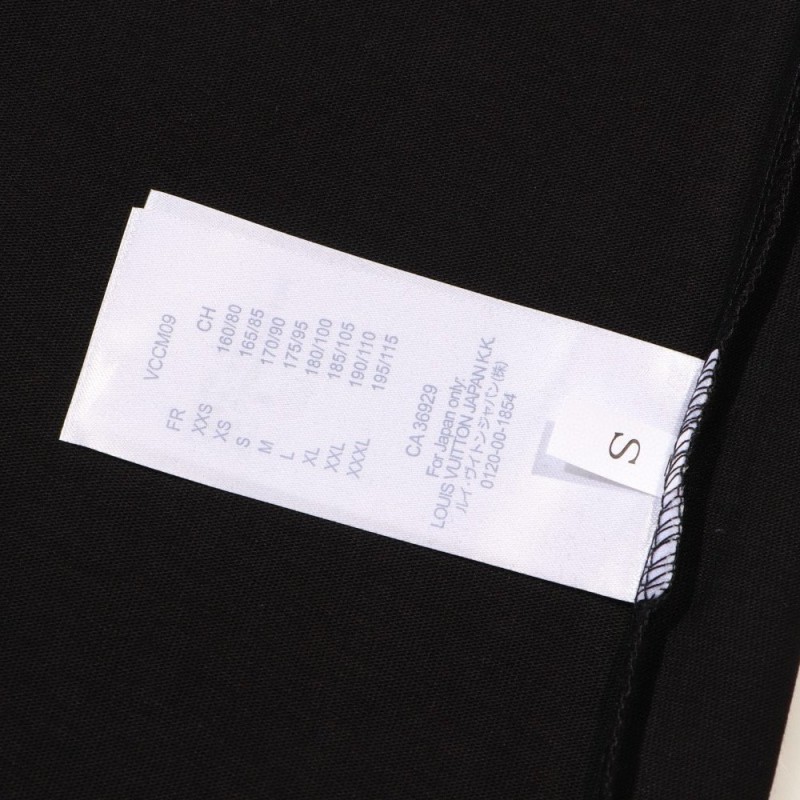 VCCM09
FR CH
XXS 160/80
XS 165/85
S 170/90
M 175/95
L 180/100
XL 185/105
XXL 190/110
XXXL 195/115
CA 36929
For Japan only:
LOUIS VUITTON JAPAN K.K.
ルイ・ヴィトンジャパン(株)
0120-00-1854
S